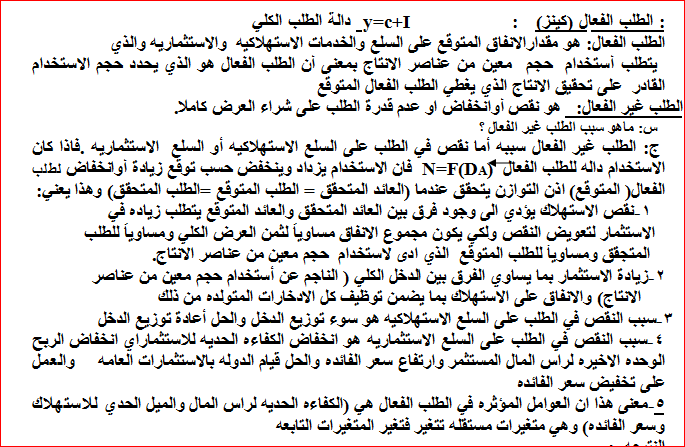 : الطلب الفعال (كينز) : y=c+I دالة الطلب الكلي
الطلب الفعال: هو مقدارالانفاق المتوقع على السلع والخدمات الاستهلاكيه والاستثماريه والذي
يتطلب أستخدام حجم معين من عناصر الانتاج بمعنى أن الطلب الفعال هو الذي يحدد حجم الاستخدام
القادر على تحقيق الانتاج الذي يغطي الطلب الفعال المتوقع
الطلب غير الفعال: هو نقص أوانخفاض او عدم قدرة الطلب على شراء العرض كاملا.
س: ماهو سبب الطلب غير الفعال ؟
ج: الطلب غير الفعال سببه أما نقص في الطلب على السلع الاستهلاكيه أو السلع الاستثماريه .فاذا كان
الاستخدام داله للطلب الفعال N=F(DA) فان الاستخدام يزداد وينخفض حسب توقع زيادة أوانخفاض لطلب
الفعال( المتوقع) اذن التوازن يتحقق عندما (العائد المتحقق = الطلب المتوقع =الطلب المتحقق) وهذا يعني:
١-نقص الاستهلاك يؤدي الى وجود فرق بين العائد المتحقق والعائد المتوقع يتطلب زياده في
الاستثمار لتعويض النقص ولكي يكون مجموع الانفاق مساوياً لثمن العرض الكلي ومساوياً للطلب
المتجقق ومساوياً للطلب المتوقع الذي ادى لاستخدام حجم معين من عناصر الانتاج.
٢-زيادة الاستثمار بما يساوي الفرق بين الدخل الكلي ( الناجم عن أستخدام حجم معين من عناصر
الانتاج) والانفاق على الاستهلاك بما يضمن توظيف كل الادخارات المتولده من ذلك
٣-سبب النقص في الطلب على السلع الاستهلاكيه هو سوء توزيع الدخل والحل أعادة توزيع الدخل
٤-سبب النقص في الطلب على السلع الاستثماريه هو انخفاض الكفاءه الحديه للاستثماراي انخفاض الربح
الوحده الاخيره لراس المال المستثمر وارتفاع سعر الفائده والحل قيام الدوله بالاستثمارات العامه والعمل
على تخفيض سعر الفائده
٥-معنى هذا ان العوامل المؤثره في الطلب الفعال هي (الكفاءه الحديه لراس المال والميل الحدي للاستهلاك
وسعر الفائده) وهي متغيرات مستقله تتغير فتغير المتغيرات التابعه